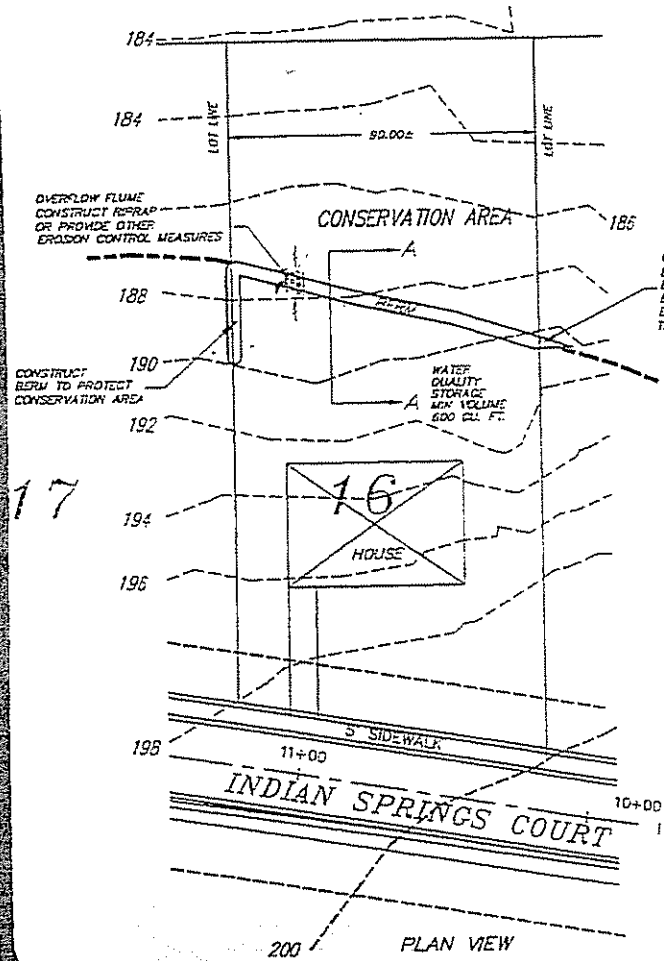 184
184
LOT LINE
90.00±
LOT LINE
OVERFLOW FLUME
CONSTRUCT RIPRAP
OR PROVIDE OTHER
EROSION CONTROL MEASURES
CONSERVATION AREA
186
A
188
BERM
CONSTRUCT
BERM TO PROTECT
CONSERVATION AREA
190
A
WATER
QUALITY
STORAGE
MIN VOLUME
600 CU. FT.
192
17
16
194
HOUSE
196
198
5' SIDEWALK
11+00
10+00
INDIAN SPRINGS COURT
200
PLAN VIEW